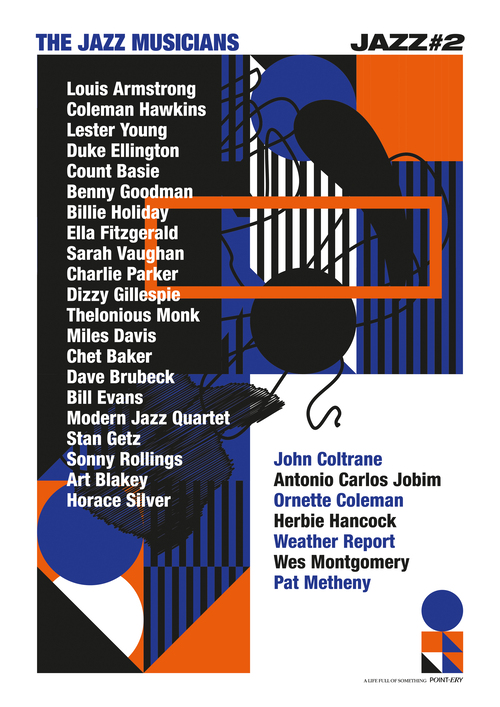 THE JAZZ MUSICIANS
JAZZ#2
Louis Armstrong
Coleman Hawkins
Lester Young
Duke Ellington
Count Basie
Benny Goodman
Billie Holiday
Ella Fitzgerald
Sarah Vaughan
Charlie Parker
Dizzy Gillespie
Thelonious Monk
Miles Davis
Chet Baker
Dave Brubeck
Bill Evans
Modern Jazz Quartet
Stan Getz
Sonny Rollings
Art Blakey
Horace Silver
John Coltrane
Antonio Carlos Jobim
Ornette Coleman
Herbie Hancock
Weather Report
Wes Montgomery
Pat Metheny
A LIFE FULL OF SOMETHING POINT-ERY